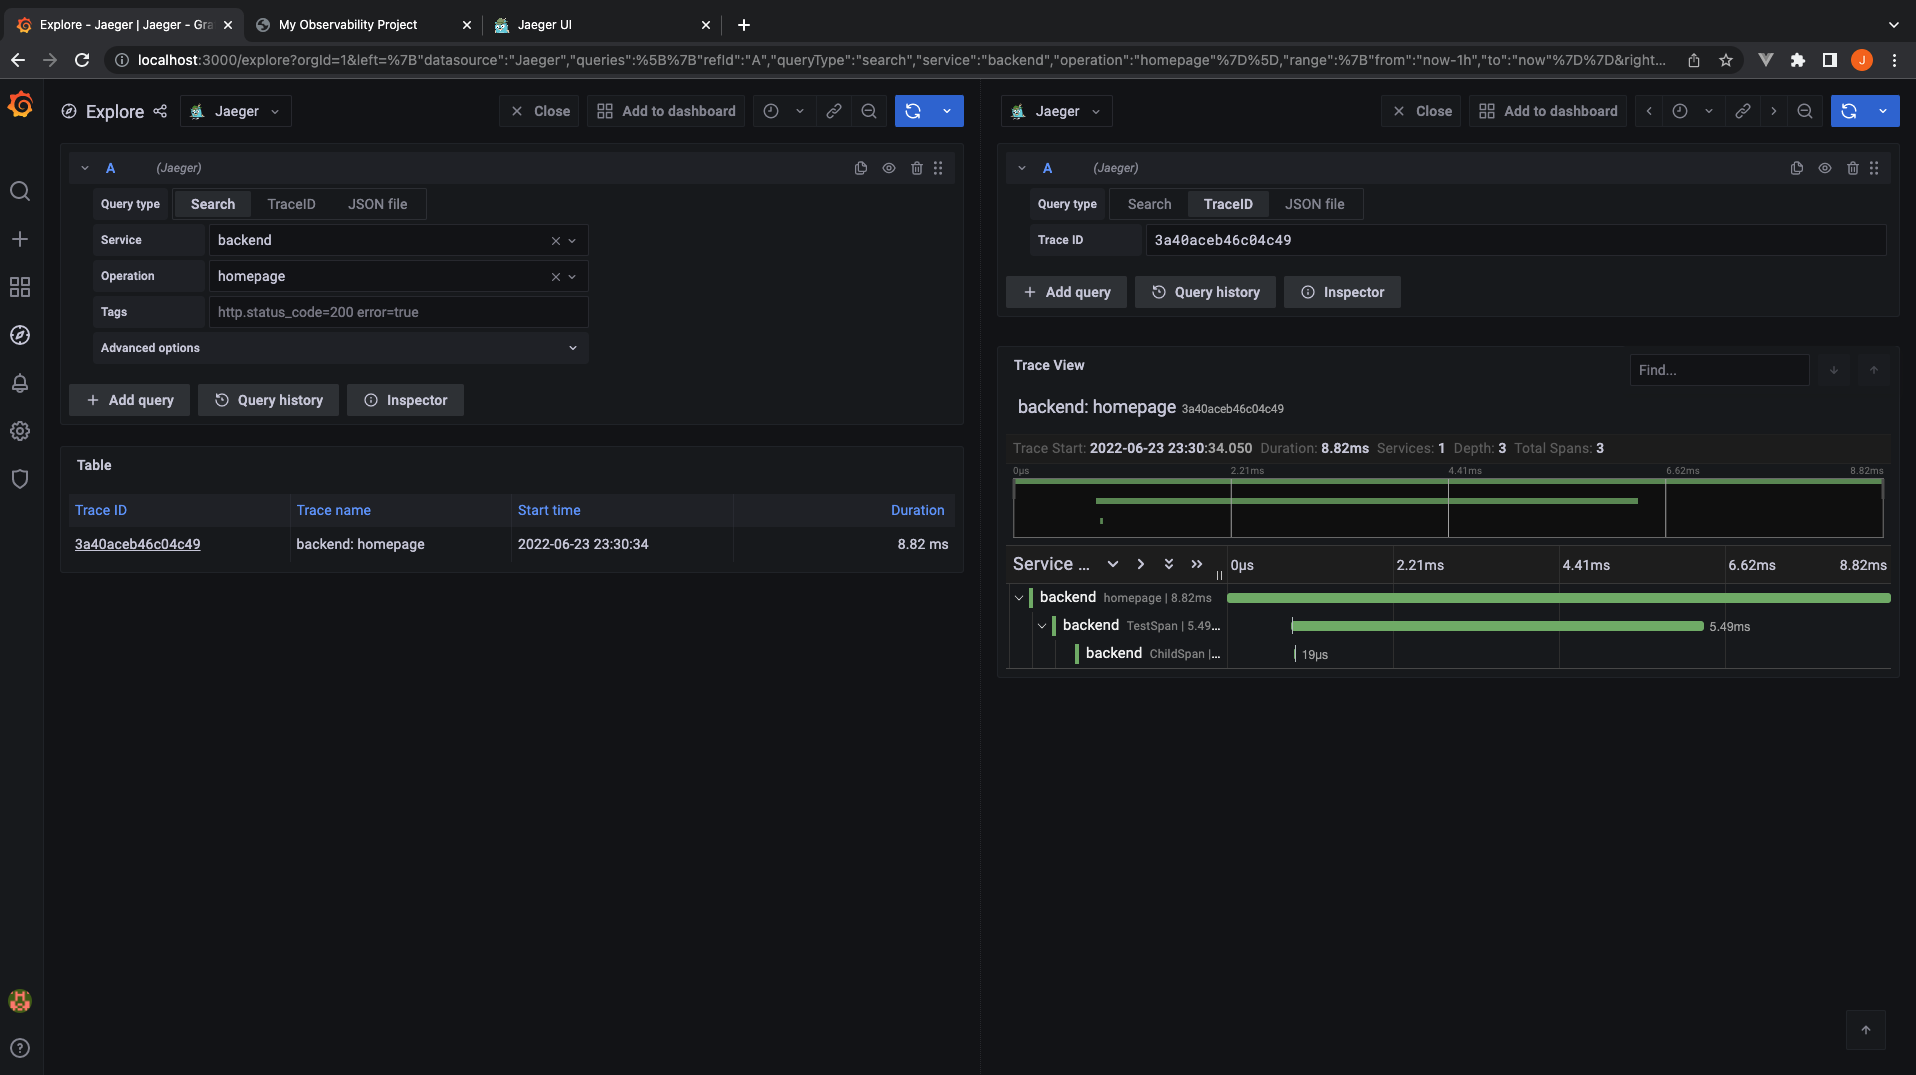 Explore - Jaeger | Jaeger - Gra
My Observability Project
Jaeger UI
localhost:3000/explore?orgId=1&left=%7B"datasource":"Jaeger","queries":%5B%7B"refId":"A","queryType":"search","service":"backend","operation":"homepage"%7D%5D,"range":%7B"from":"now-1h","to":"now"%7D%7D&right...
J
Explore
Jaeger
Close
Add to dashboard
A
(Jaeger)
Query type
Search
TraceID
JSON file
Service
backend
Operation
homepage
Tags
http.status_code=200 error=true
Advanced options
Add query
Query history
Inspector
Table
Trace ID
Trace name
Start time
Duration
3a40aceb46c04c49
backend: homepage
2022-06-23 23:30:34
8.82 ms
Jaeger
Close
Add to dashboard
A
(Jaeger)
Query type
Search
TraceID
JSON file
Trace ID
3a40aceb46c04c49
Add query
Query history
Inspector
Trace View
Find...
backend: homepage 3a40aceb46c04c49
Trace Start: 2022-06-23 23:30:34.050 Duration: 8.82ms Services: 1 Depth: 3 Total Spans: 3
0μs 2.21ms 4.41ms 6.62ms 8.82ms
Service ...
0μs 2.21ms 4.41ms 6.62ms 8.82ms
backend homepage | 8.82ms
backend TestSpan | 5.49... 5.49ms
backend ChildSpan |... 19μs